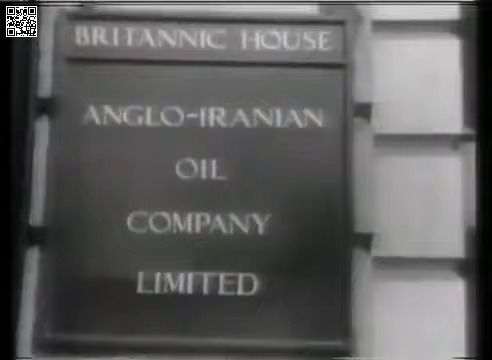 BRITANNIC HOUSE
ANGLO-IRANIAN
OIL
COMPANY
LIMITED